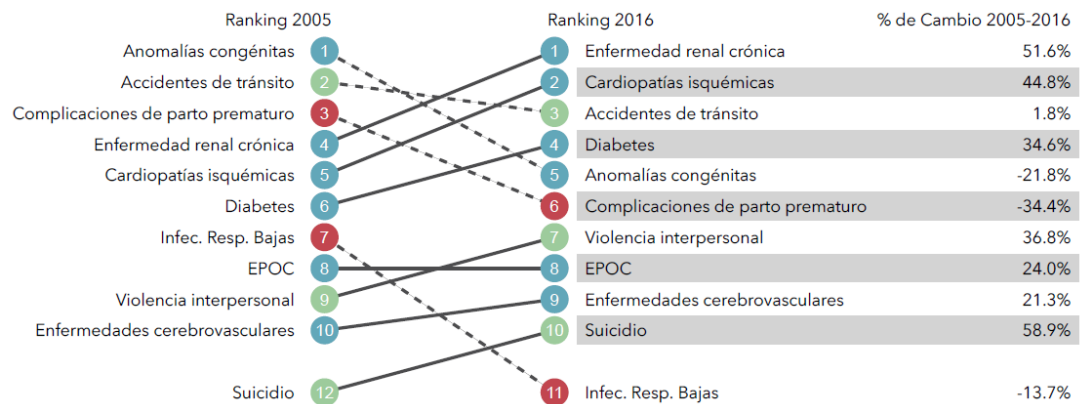 Ranking 2005 Ranking 2016 % de Cambio 2005-2016
Anomalías congénitas 1 1 Enfermedad renal crónica 51.6%
Accidentes de tránsito 2 2 Cardiopatías isquémicas 44.8%
Complicaciones de parto prematuro 3 3 Accidentes de tránsito 1.8%
Enfermedad renal crónica 4 4 Diabetes 34.6%
Cardiopatías isquémicas 5 5 Anomalías congénitas -21.8%
Diabetes 6 6 Complicaciones de parto prematuro -34.4%
Infec. Resp. Bajas 7 7 Violencia interpersonal 36.8%
EPOC 8 8 EPOC 24.0%
Violencia interpersonal 9 9 Enfermedades cerebrovasculares 21.3%
Enfermedades cerebrovasculares 10 10 Suicidio 58.9%
Suicidio 12 11 Infec. Resp. Bajas -13.7%